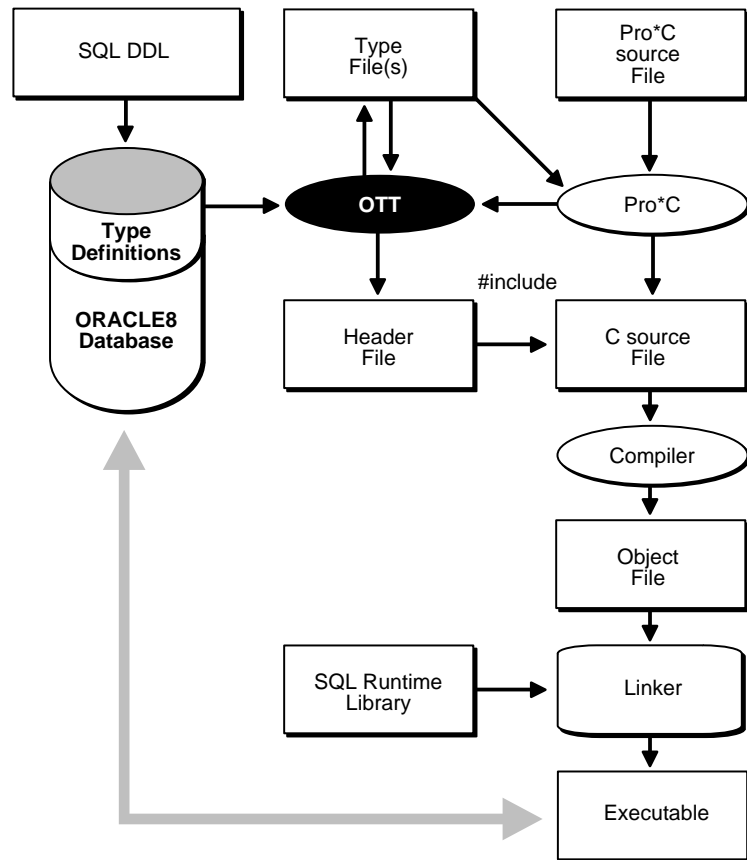 SQL DDL
Type
File(s)
Pro*C
source
File
Type
Definitions
ORACLE8
Database
OTT
Pro*C
#include
Header
File
C source
File
Compiler
Object
File
SQL Runtime
Library
Linker
Executable